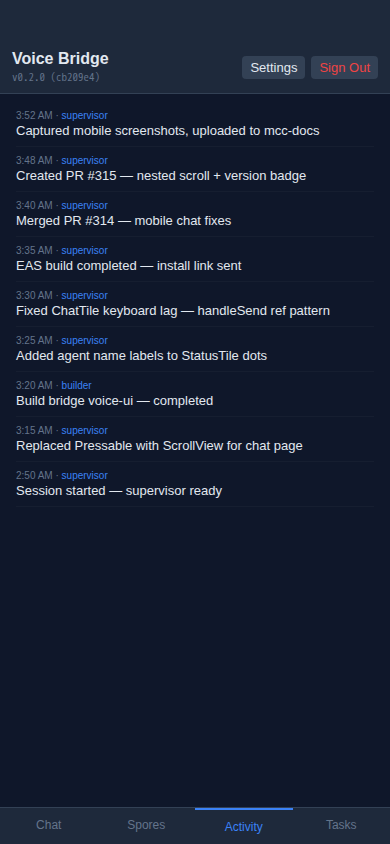 Voice Bridge
v0.2.0 (cb209e4)
Settings
Sign Out
3:52 AM · supervisor
Captured mobile screenshots, uploaded to mcc-docs
3:48 AM · supervisor
Created PR #315 — nested scroll + version badge
3:40 AM · supervisor
Merged PR #314 — mobile chat fixes
3:35 AM · supervisor
EAS build completed — install link sent
3:30 AM · supervisor
Fixed ChatTile keyboard lag — handleSend ref pattern
3:25 AM · supervisor
Added agent name labels to StatusTile dots
3:20 AM · builder
Build bridge voice-ui — completed
3:15 AM · supervisor
Replaced Pressable with ScrollView for chat page
2:50 AM · supervisor
Session started — supervisor ready
Chat
Spores
Activity
Tasks